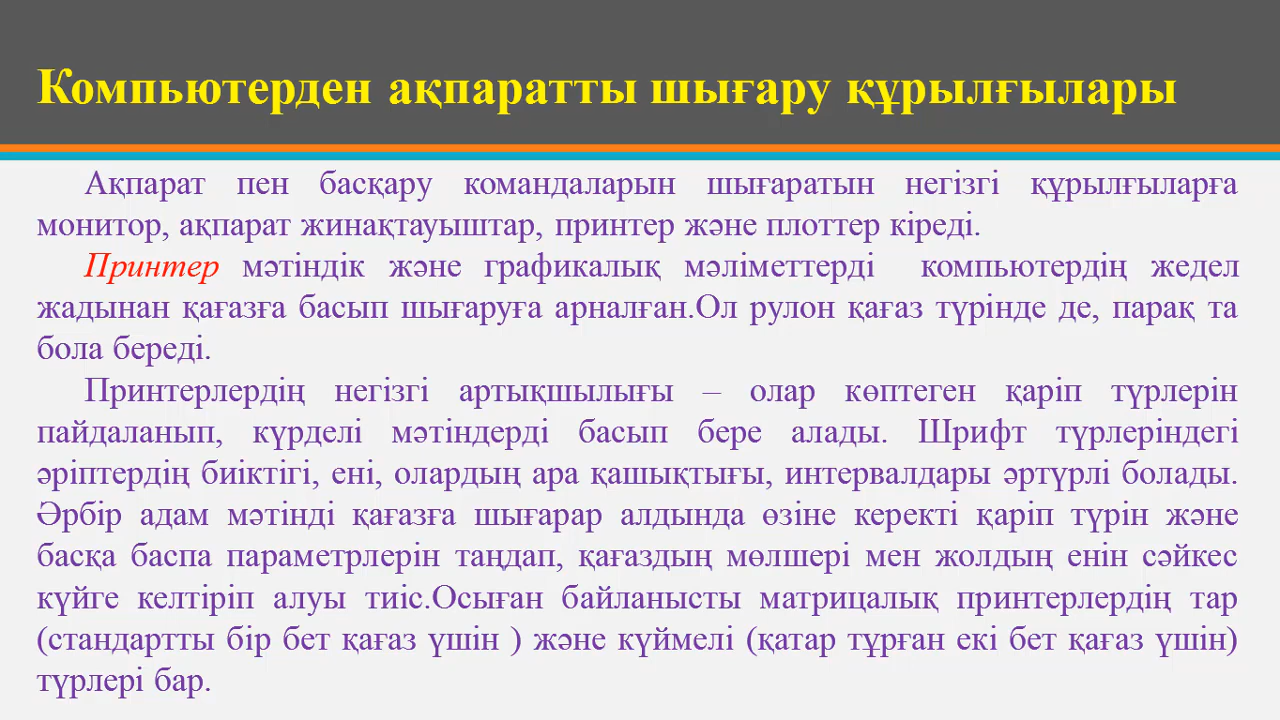 Компьютерден ақпаратты шығару құрылғылары
Ақпарат пен басқару командаларын шығаратын негізгі құрылғыларға
монитор, ақпарат жинақтауыштар, принтер және плоттер кіреді.
Принтер мәтіндік және графикалық мәліметтерді компьютердің жедел
жадынан қағазға басып шығаруға арналған.Ол рулон қағаз түрінде де, парақ та
бола береді.
Принтерлердің негізгі артықшылығы – олар көптеген қаріп түрлерін
пайдаланып, күрделі мәтіндерді басып бере алады. Шрифт түрлеріндегі
әріптердің биіктігі, ені, олардың ара қашықтығы, интервалдары әртүрлі болады.
Әрбір адам мәтінді қағазға шығарар алдында өзіне керекті қаріп түрін және
басқа баспа параметрлерін таңдап, қағаздың мөлшері мен жолдың енін сәйкес
күйге келтіріп алуы тиіс.Осыған байланысты матрицалық принтерлердің тар
(стандартты бір бет қағаз үшін ) және күймелі (қатар тұрған екі бет қағаз үшін)
түрлері бар.